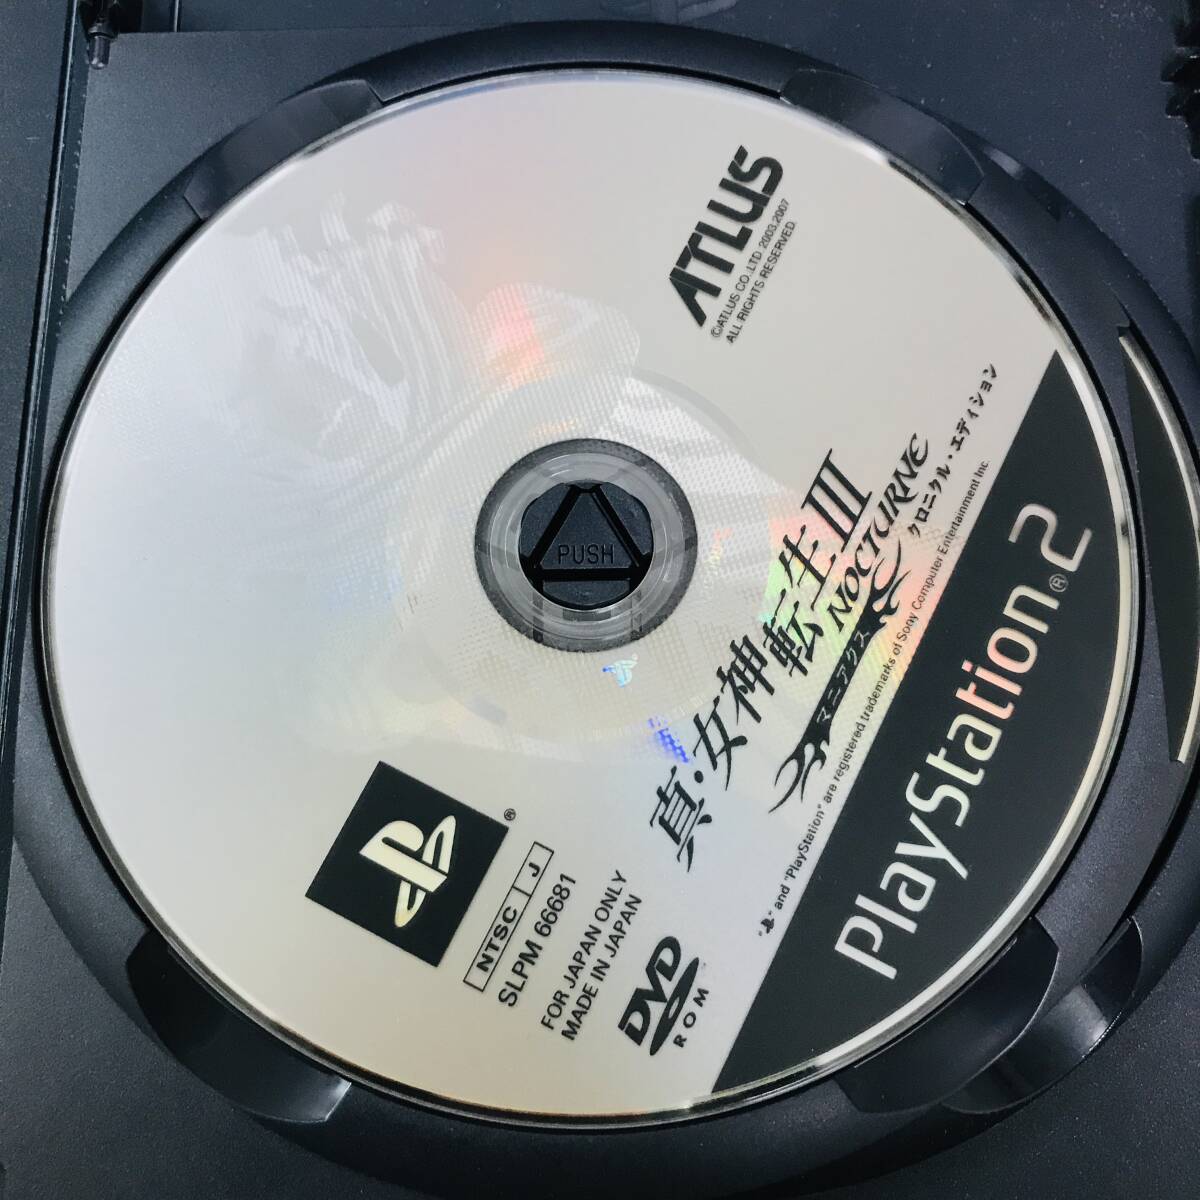 ATLUS
©ATLUS CO.,LTD 2003,2007
ALL RIGHTS RESERVED.
真・女神転生III
NOCTURNE
マニアクス
クロニクル・エディション
PUSH
NTSC J
SLPM 66681
FOR JAPAN ONLY
MADE IN JAPAN
DVD
ROM
" " and "PlayStation" are registered trademarks of Sony Computer Entertainment Inc.
PlayStation®2